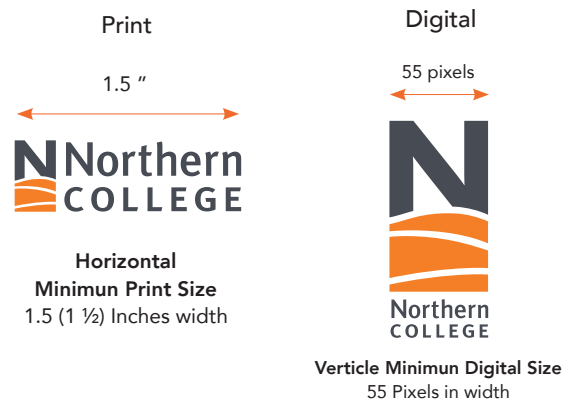 Print
1.5 ”
N Northern
COLLEGE
Horizontal
Minimun Print Size
1.5 (1 ½) Inches width
Digital
55 pixels
N
Northern
COLLEGE
Verticle Minimun Digital Size
55 Pixels in width